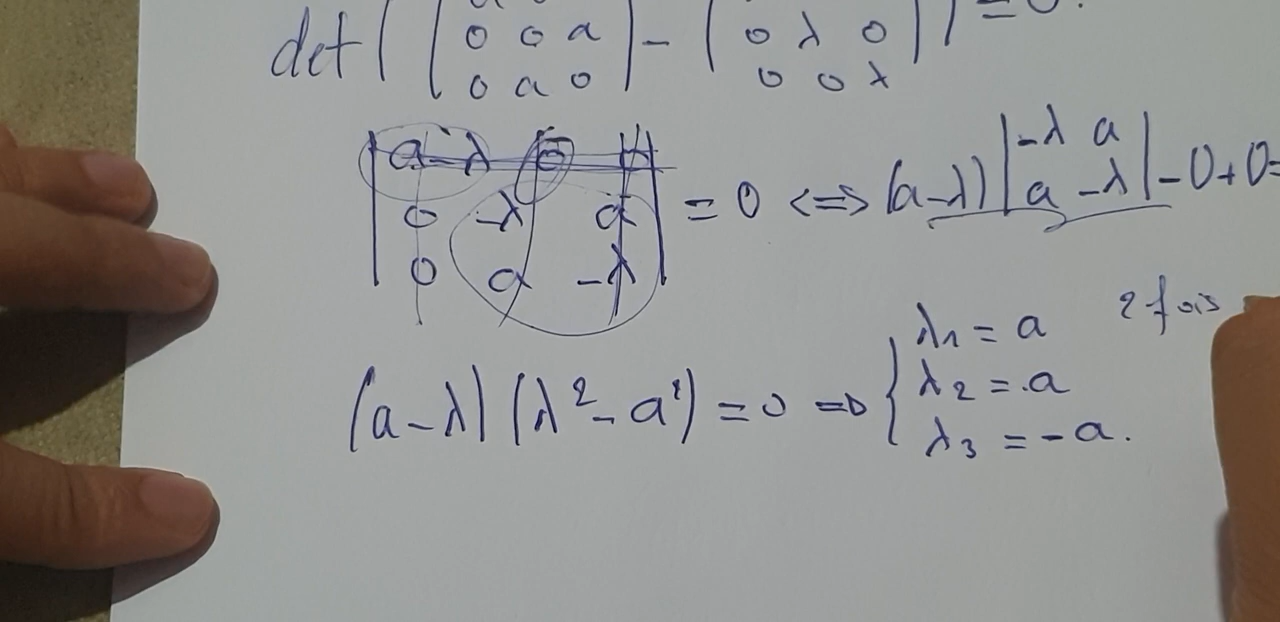 det( [ 0 0 a ] - [ 0 λ 0 ] ) = 0.
0 a 0 0 0 λ
| a-λ 0 0 |
| 0 -λ a | = 0 <=> (a-λ) | -λ a | - 0 + 0 =
| 0 a -λ | | a -λ |
λ1 = a 2 fois
(a-λ) (λ² - a²) = 0 => { λ2 = a
λ3 = -a.